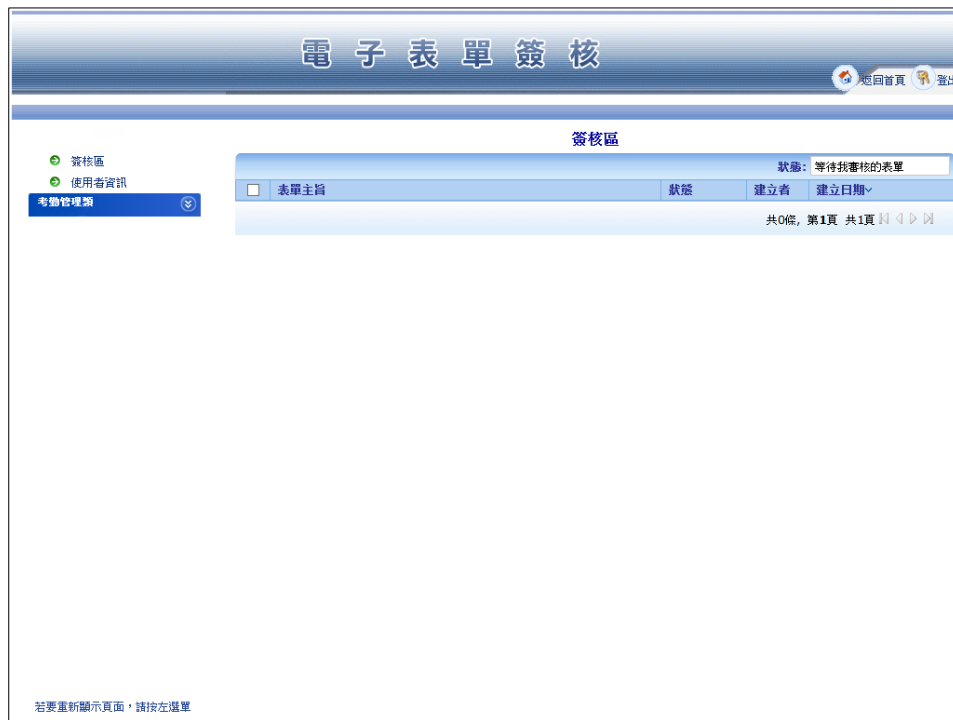 電子表單簽核
返回首頁 登出
簽核區
簽核區
使用者資訊
考勤管理類
狀態: 等待我審核的表單
表單主旨 狀態 建立者 建立日期
共0條, 第1頁 共1頁
若要重新顯示頁面，請按左選單